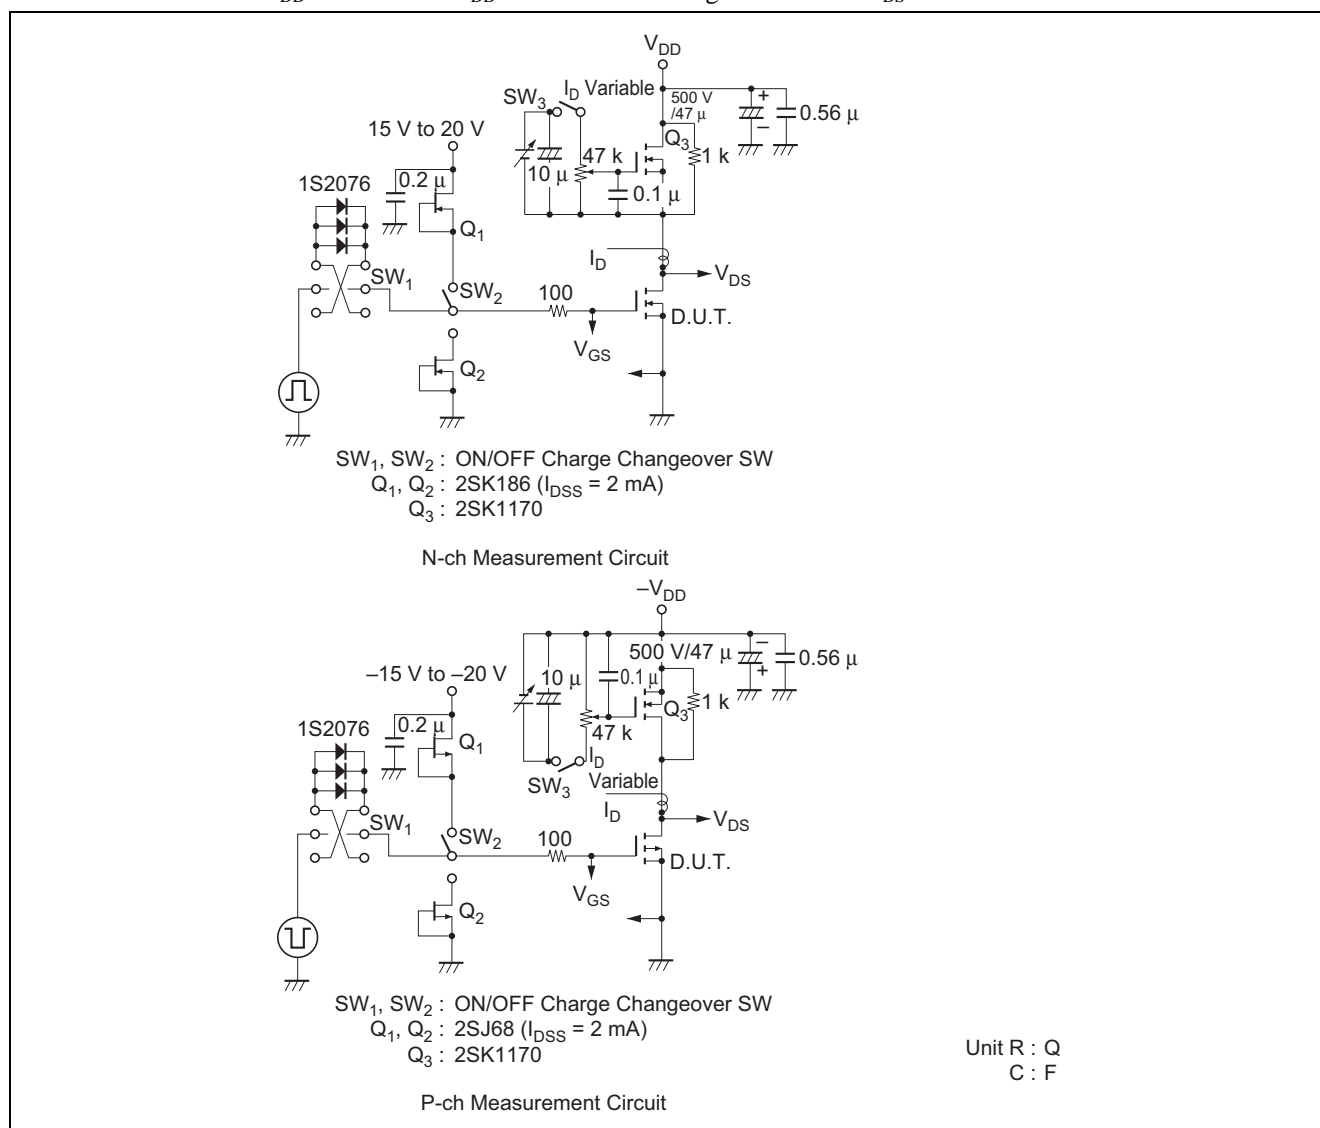 DD DD DS
V_DD
I_D Variable
SW_3
500 V
/47 μ
+
–
0.56 μ
15 V to 20 V
Q_3
47 k
1 k
10 μ
0.2 μ
0.1 μ
1S2076
Q_1
I_D
V_DS
SW_1
SW_2
100
D.U.T.
V_GS
Q_2
SW_1, SW_2 : ON/OFF Charge Changeover SW
Q_1, Q_2 : 2SK186 (I_DSS = 2 mA)
Q_3 : 2SK1170
N-ch Measurement Circuit
–V_DD
500 V/47 μ
–
+
0.56 μ
–15 V to –20 V
10 μ
0.1 μ
Q_3
1 k
1S2076
0.2 μ
Q_1
47 k
I_D
Variable
SW_3
I_D
V_DS
SW_1
SW_2
100
D.U.T.
V_GS
Q_2
SW_1, SW_2 : ON/OFF Charge Changeover SW
Q_1, Q_2 : 2SJ68 (I_DSS = 2 mA)
Q_3 : 2SK1170
Unit R : Q
C : F
P-ch Measurement Circuit